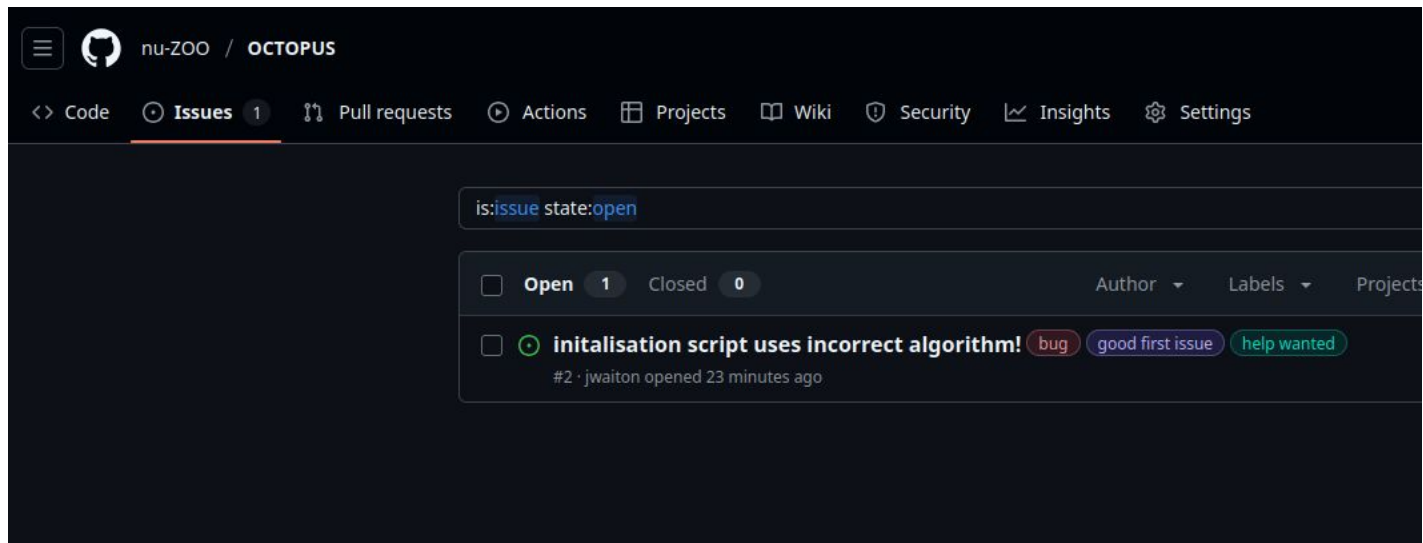 nu-ZOO / OCTOPUS
Code Issues 1 Pull requests Actions Projects Wiki Security Insights Settings
is:issue state:open
Open 1 Closed 0 Author Labels Projects
initalisation script uses incorrect algorithm! bug good first issue help wanted
#2 · jwaiton opened 23 minutes ago